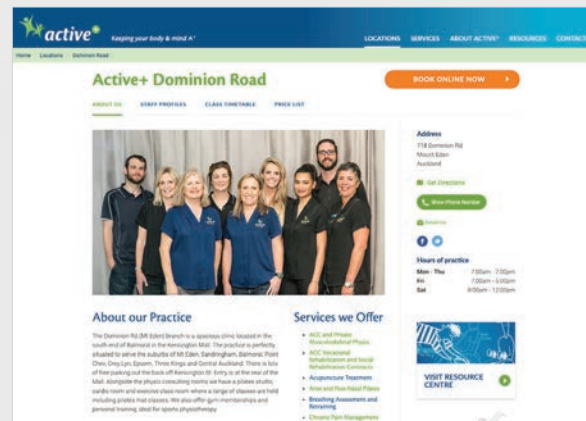 active+
Keeping your body & mind A+
LOCATIONS SERVICES ABOUT ACTIVE+ RESOURCES CONTACT
Home Locations Dominion Road
Active+ Dominion Road
BOOK ONLINE NOW
ABOUT US STAFF PROFILES CLASS TIMETABLE PRICE LIST
Address
718 Dominion Rd
Mount Eden
Auckland
Get Directions
Show Phone Number
Email Us
Hours of practice
Mon - Thu 7:00am - 7:00pm
Fri 7:00am - 5:00pm
Sat 8:00am - 12:00pm
About our Practice
The Dominion Rd (Mt Eden) Branch is a spacious clinic located in the
south end of Balmoral in the Kensington Mall. The practice is perfectly
situated to serve the suburbs of Mt Eden, Sandringham, Balmoral, Point
Chev, Grey Lyn, Epsom, Three Kings and Central Auckland. There is lots
of free parking out the back off Kensington St. Entry is at the rear of the
Mall. Alongside the physio consulting rooms we have a pilates studio,
cardio room and exercise class room where a range of classes are held
including pilates mat classes. We also offer gym memberships and
personal training, ideal for sports physiotherapy.
Services we Offer
ACC and Private
Musculoskeletal Physio
ACC Vocational
Rehabilitation and Social
Rehabilitation Contracts
Acupuncture Treatment
Ante and Post-Natal Pilates
Breathing Assessment and
Retraining
Chronic Pain Management
VISIT RESOURCE
CENTRE